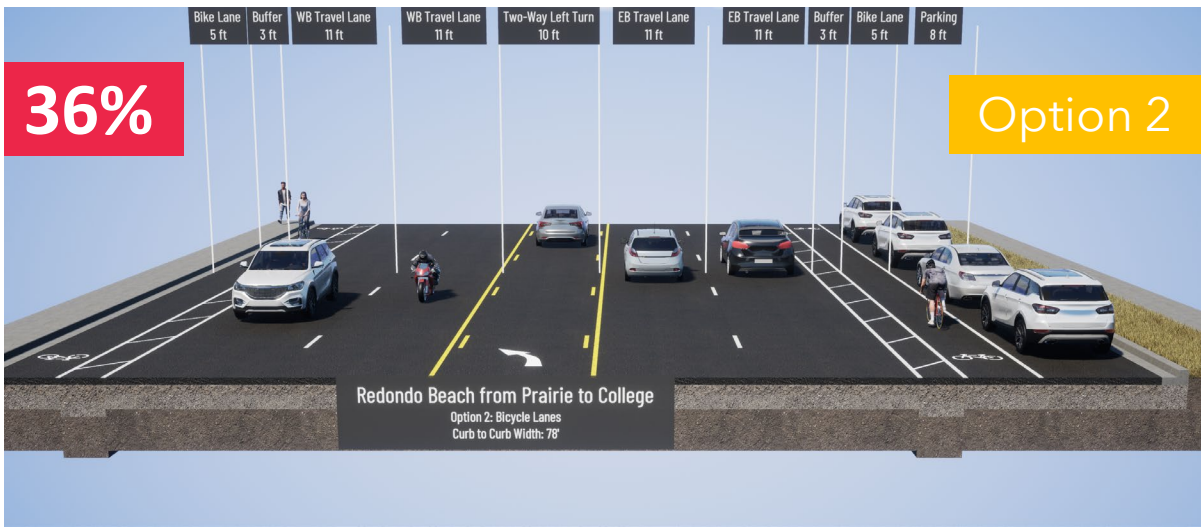 Bike Lane
5 ft
Buffer
3 ft
WB Travel Lane
11 ft
WB Travel Lane
11 ft
Two-Way Left Turn
10 ft
EB Travel Lane
11 ft
EB Travel Lane
11 ft
Buffer
3 ft
Bike Lane
5 ft
Parking
8 ft
36%
Option 2
Redondo Beach from Prairie to College
Option 2: Bicycle Lanes
Curb to Curb Width: 78'